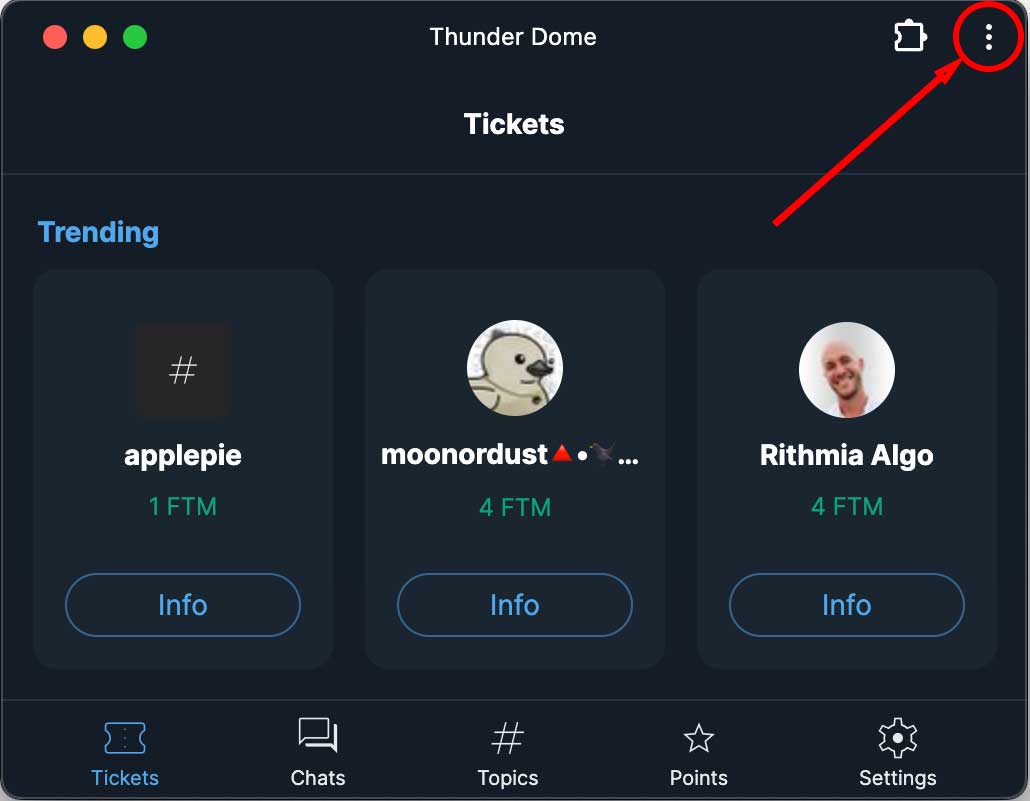 Thunder Dome
Tickets
Trending
#
applepie
1 FTM
Info
moonordust🔺•🐦‍⬛...
4 FTM
Info
Rithmia Algo
4 FTM
Info
Tickets
Chats
Topics
Points
Settings